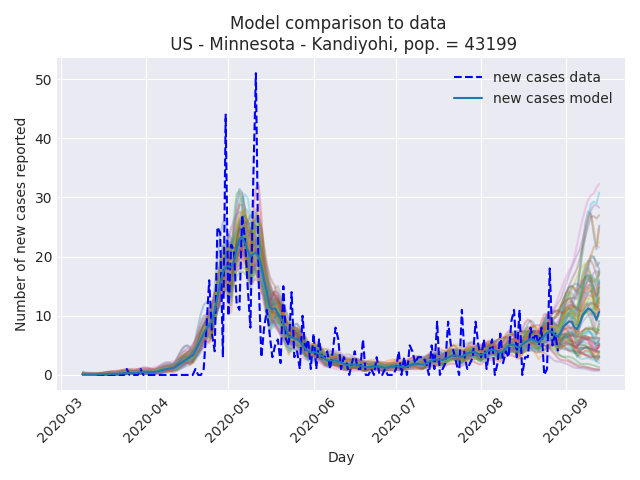 Model comparison to data
US - Minnesota - Kandiyohi, pop. = 43199
new cases data
new cases model
Number of new cases reported
50
40
30
20
10
0
2020-03
2020-04
2020-05
2020-06
2020-07
2020-08
2020-09
Day